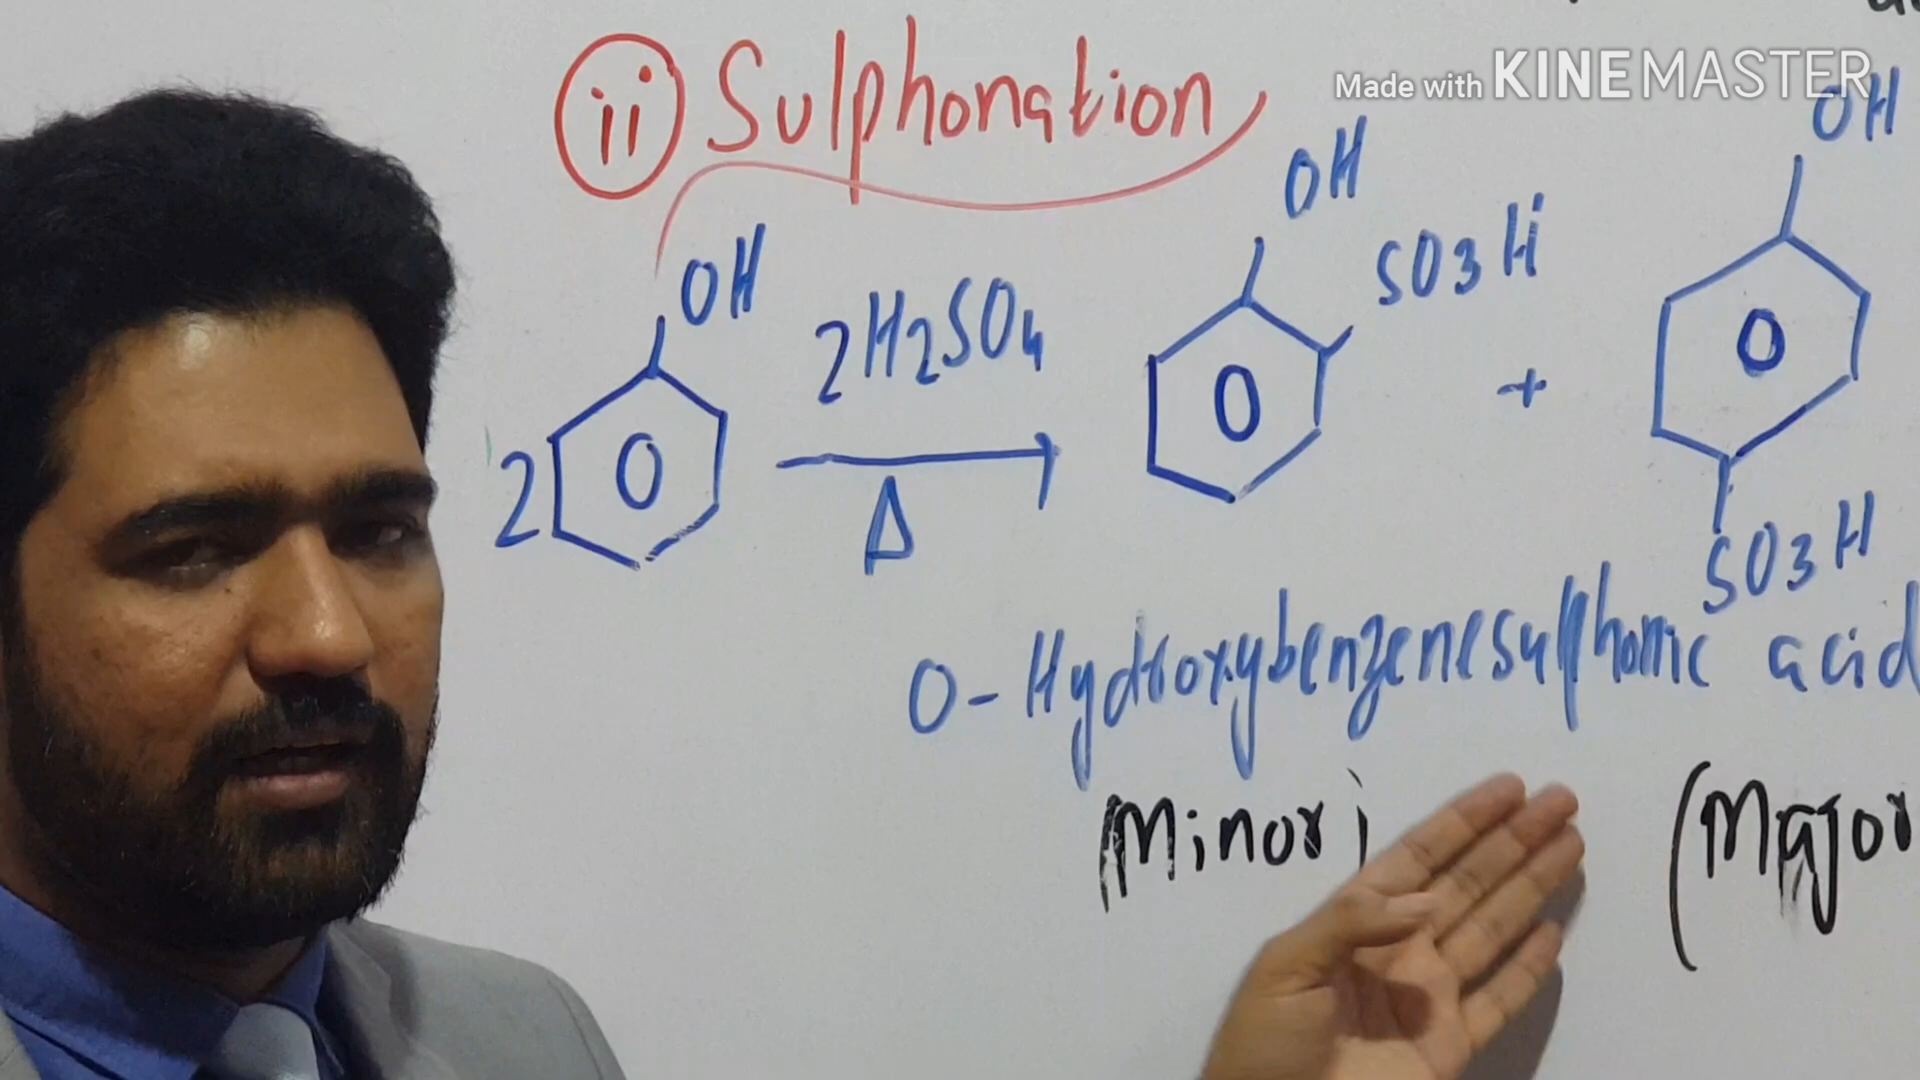 Made with KINEMASTER
ii Sulphonation
OH
OH
SO3H
OH
2H2SO4
2
O
Δ
O
+
O
SO3H
O-Hydroxybenzenesulphonic acid
Minor)
(Major